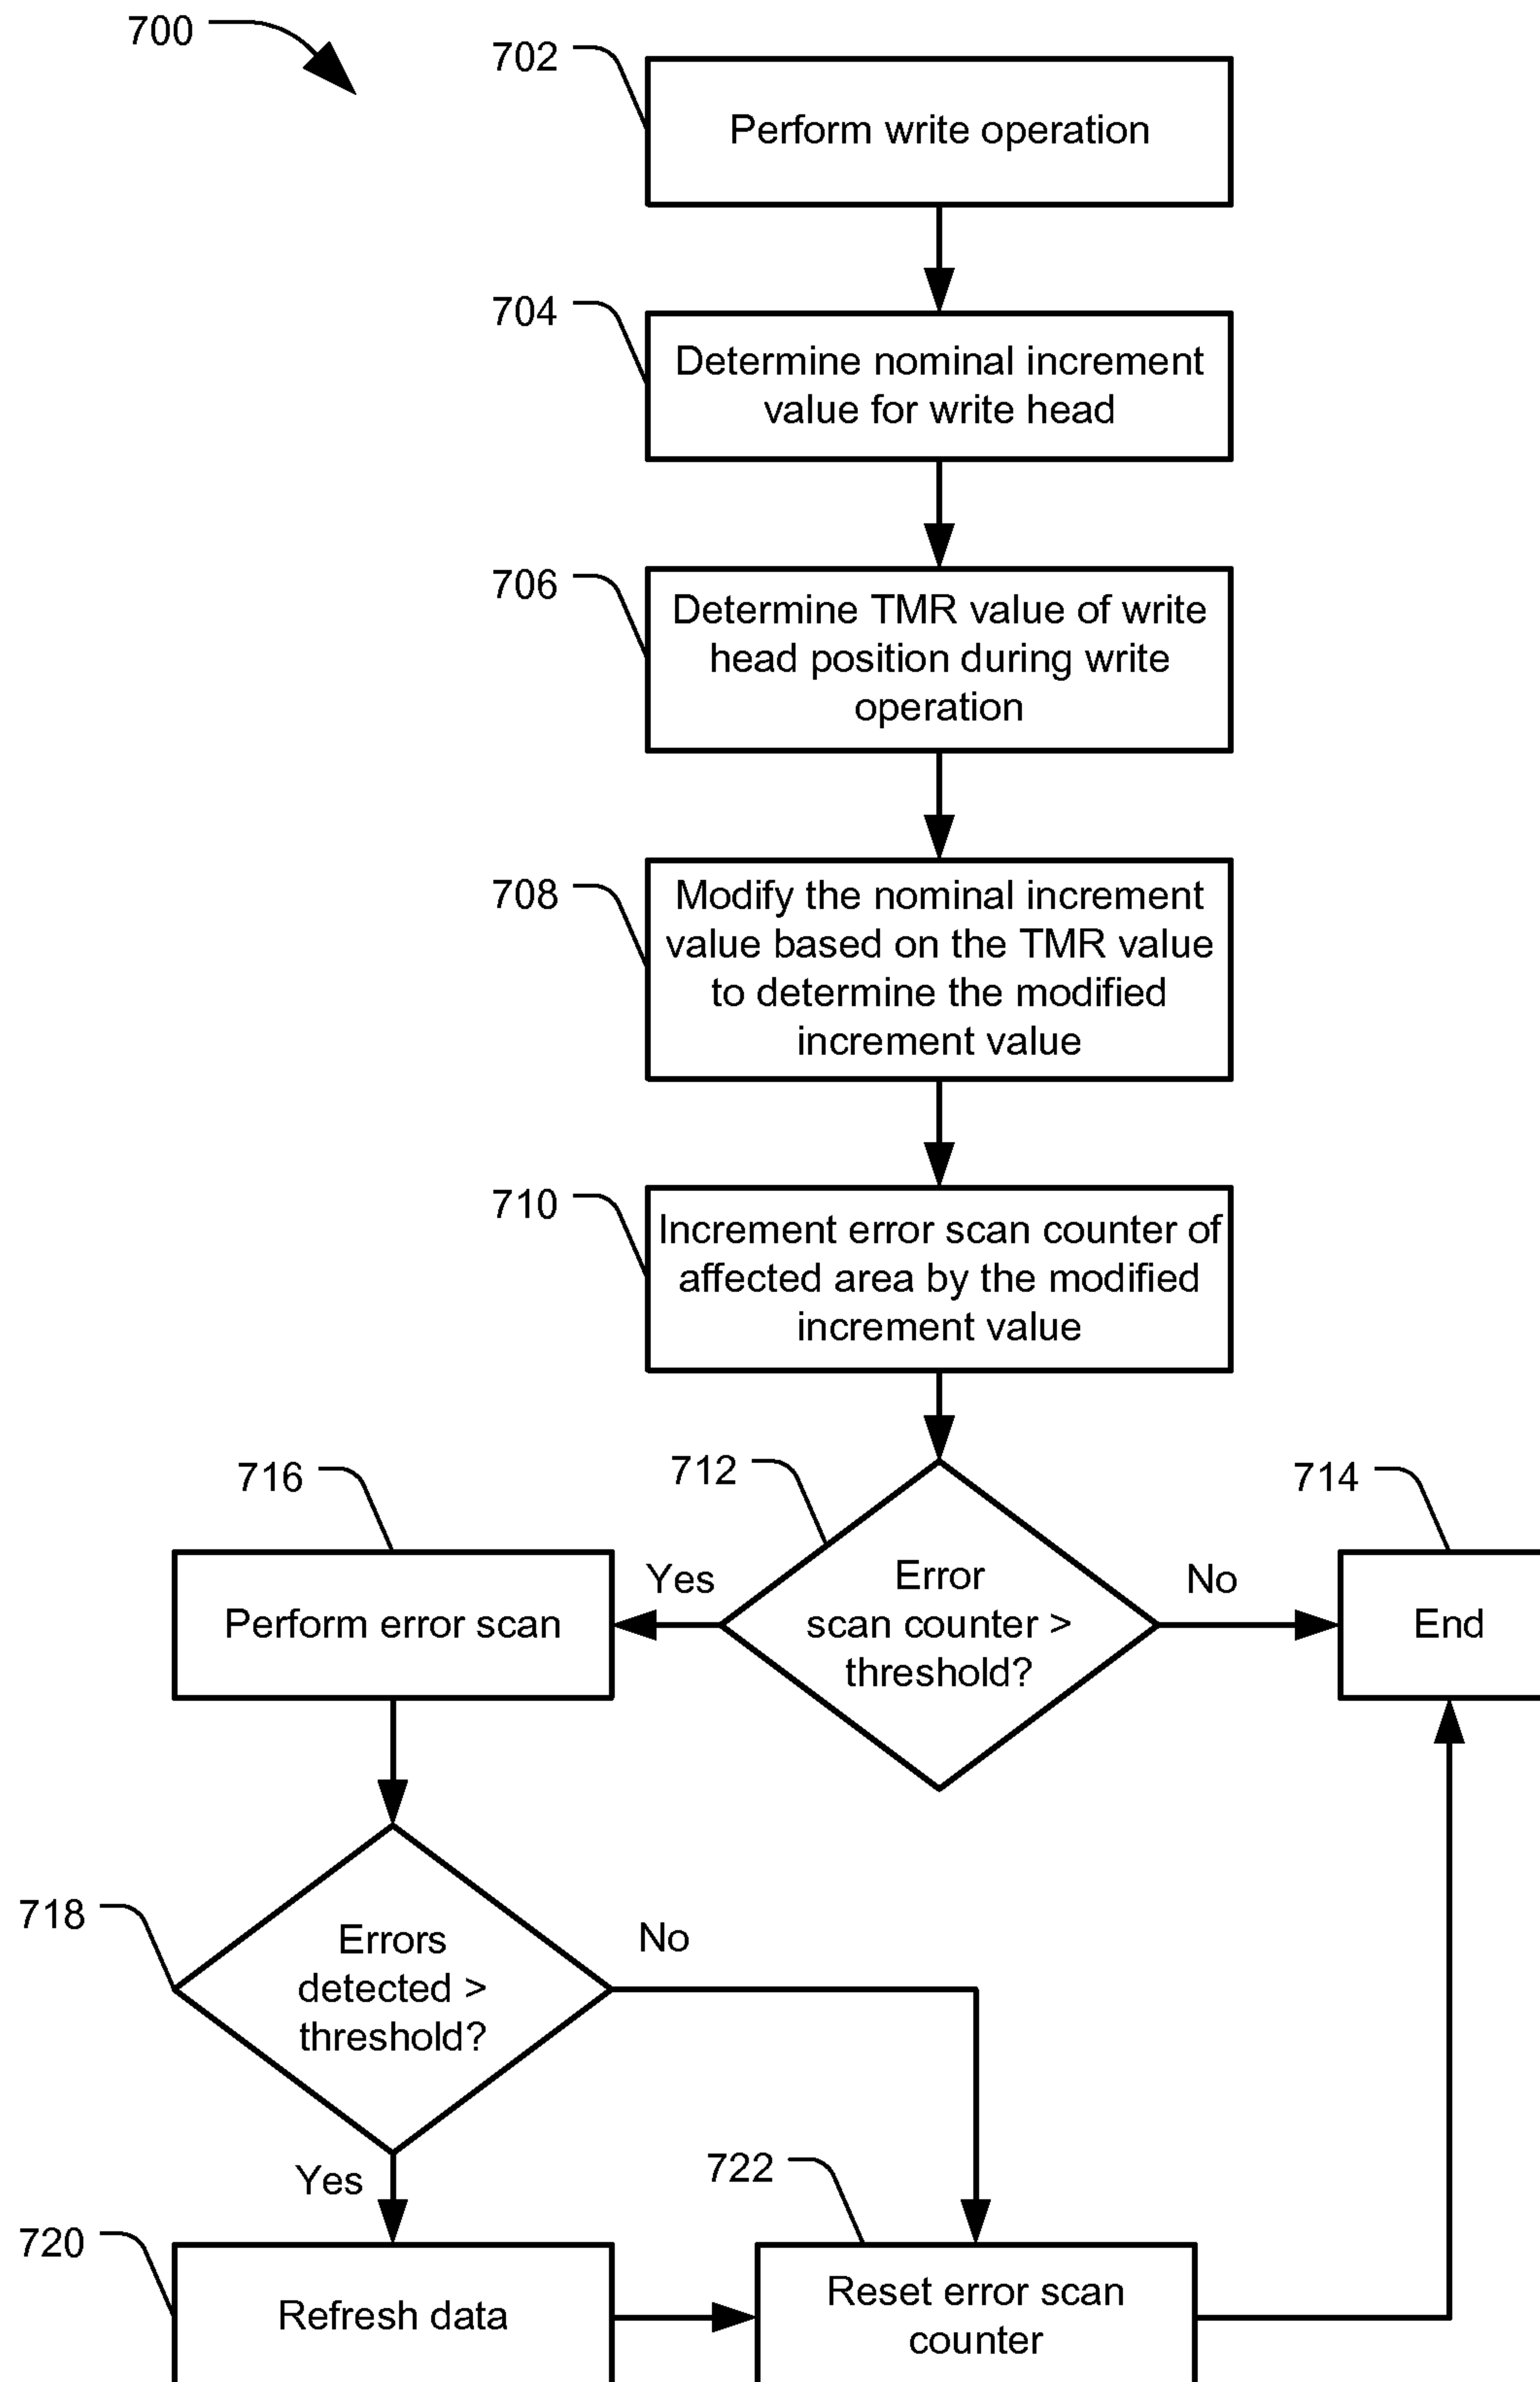 700
702
Perform write operation
704
Determine nominal increment
value for write head
706
Determine TMR value of write
head position during write
operation
708
Modify the nominal increment
value based on the TMR value
to determine the modified
increment value
710
Increment error scan counter of
affected area by the modified
increment value
716
712
714
Perform error scan
Yes
Error
scan counter >
threshold?
No
End
718
Errors
detected >
threshold?
No
Yes
720
722
Refresh data
Reset error scan
counter